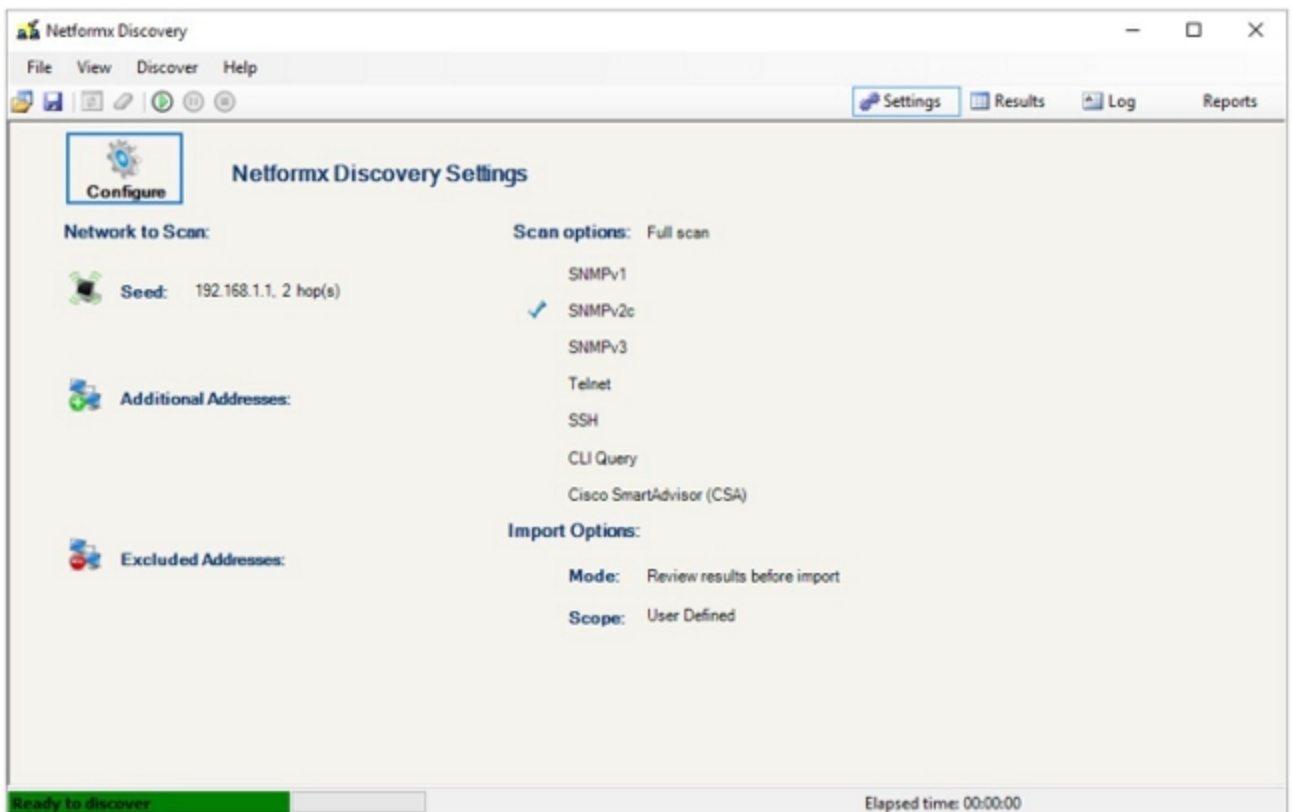 Netformx Discovery
File View Discover Help
Settings Results Log Reports
Configure
Netformx Discovery Settings
Network to Scan:
Seed: 192.168.1.1, 2 hop(s)
Additional Addresses:
Excluded Addresses:
Scan options: Full scan
SNMPv1
SNMPv2c
SNMPv3
Telnet
SSH
CLI Query
Cisco SmartAdvisor (CSA)
Import Options:
Mode: Review results before import
Scope: User Defined
Ready to discover
Elapsed time: 00:00:00